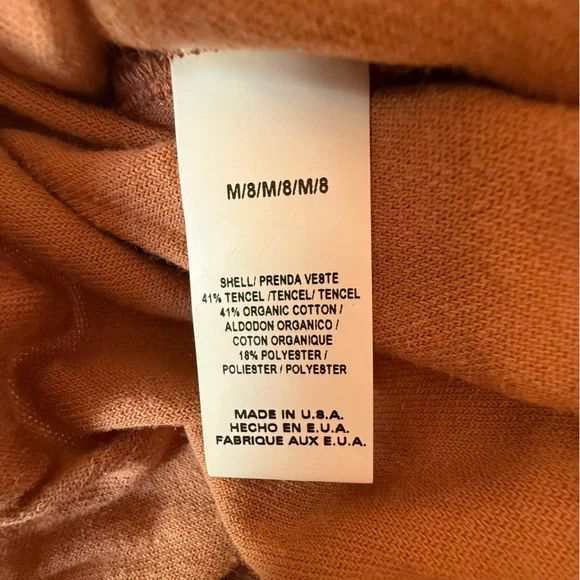 M/8/M/8/M/8
SHELL/ PRENDA VESTE
41% TENCEL /TENCEL/ TENCEL
41% ORGANIC COTTON /
ALDODON ORGANICO /
COTON ORGANIQUE
18% POLYESTER /
POLIESTER / POLYESTER
MADE IN U.S.A.
HECHO EN E.U.A.
FABRIQUE AUX E.U.A.